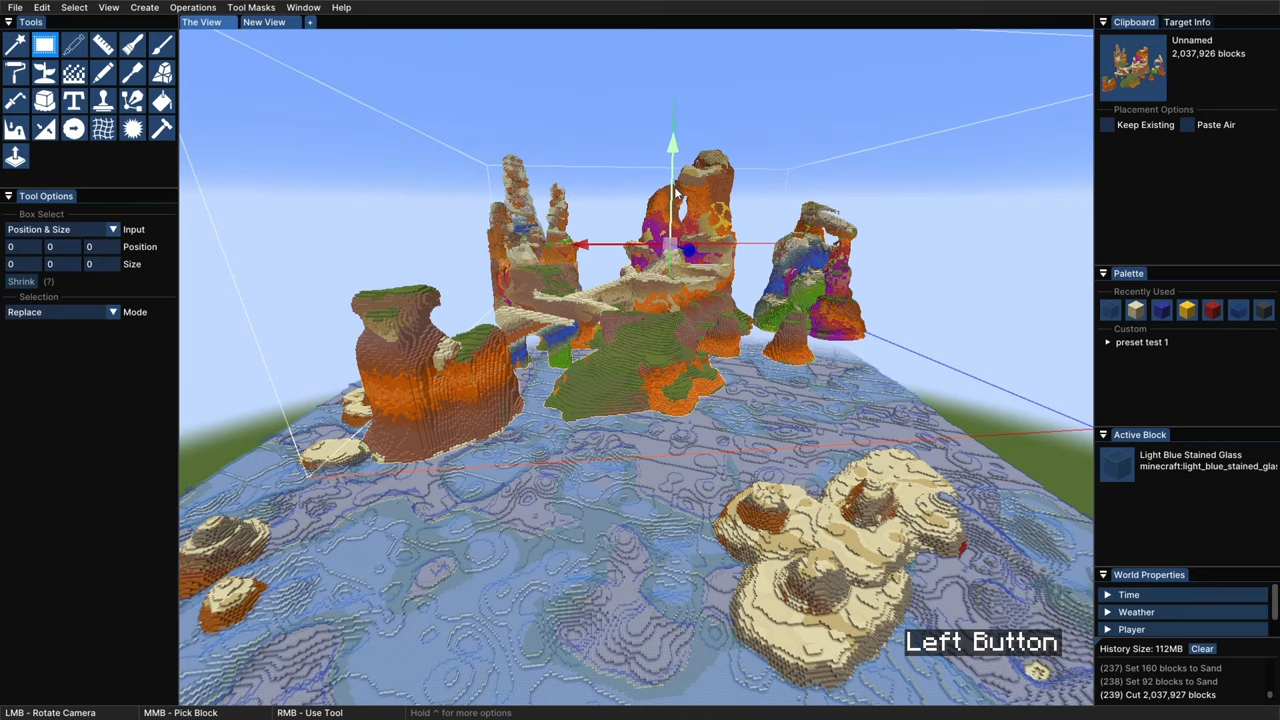 File Edit Select View Create Operations Tool Masks Window Help
Tools
The View New View +
Clipboard Target Info
Unnamed
2,037,926 blocks
Placement Options
Keep Existing Paste Air
Tool Options
Box Select
Position & Size Input
0 0 0 Position
0 0 0 Size
Shrink (?)
Selection
Replace Mode
Palette
Recently Used
Custom
preset test 1
Active Block
Light Blue Stained Glass
minecraft:light_blue_stained_glas
World Properties
Time
Weather
Player
Left Button
History Size: 112MB Clear
(237) Set 160 blocks to Sand
(238) Set 92 blocks to Sand
(239) Cut 2,037,927 blocks
LMB - Rotate Camera MMB - Pick Block RMB - Use Tool Hold ^ for more options